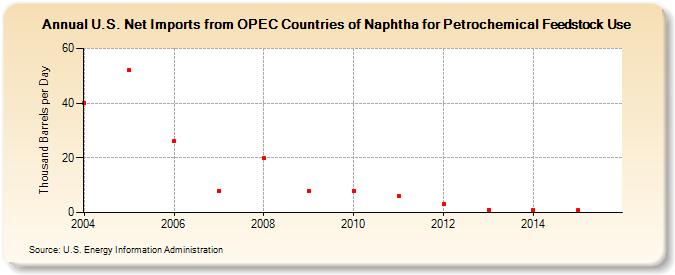 Annual U.S. Net Imports from OPEC Countries of Naphtha for Petrochemical Feedstock Use
Thousand Barrels per Day
60
40
20
0
2004 2006 2008 2010 2012 2014
Source: U.S. Energy Information Administration